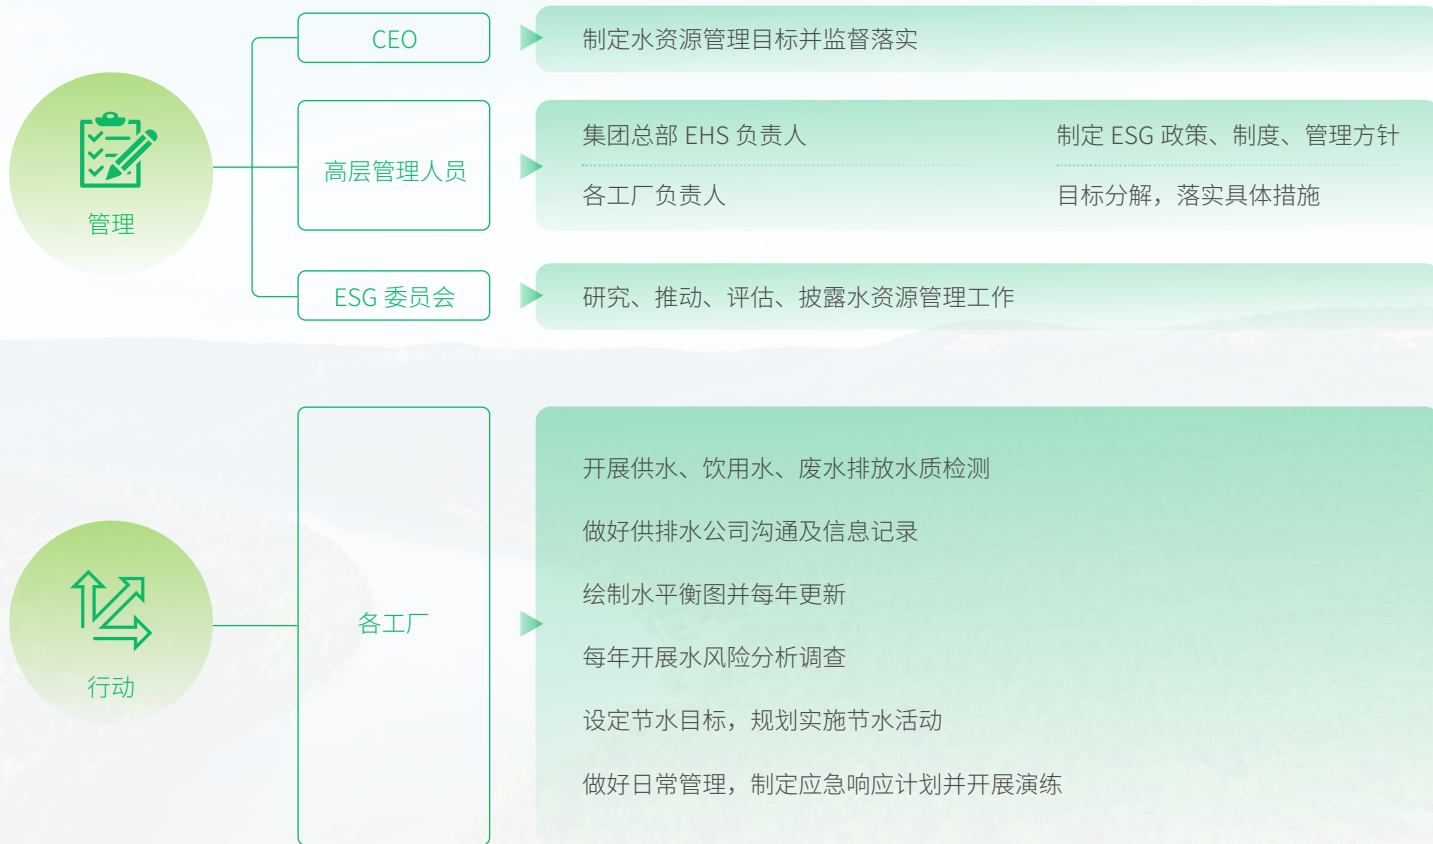 CEO
制定水资源管理目标并监督落实
管理
高层管理人员
集团总部 EHS 负责人
制定 ESG 政策、制度、管理方针
各工厂负责人
目标分解，落实具体措施
ESG 委员会
研究、推动、评估、披露水资源管理工作
行动
各工厂
开展供水、饮用水、废水排放水质检测
做好供排水公司沟通及信息记录
绘制水平衡图并每年更新
每年开展水风险分析调查
设定节水目标，规划实施节水活动
做好日常管理，制定应急响应计划并开展演练